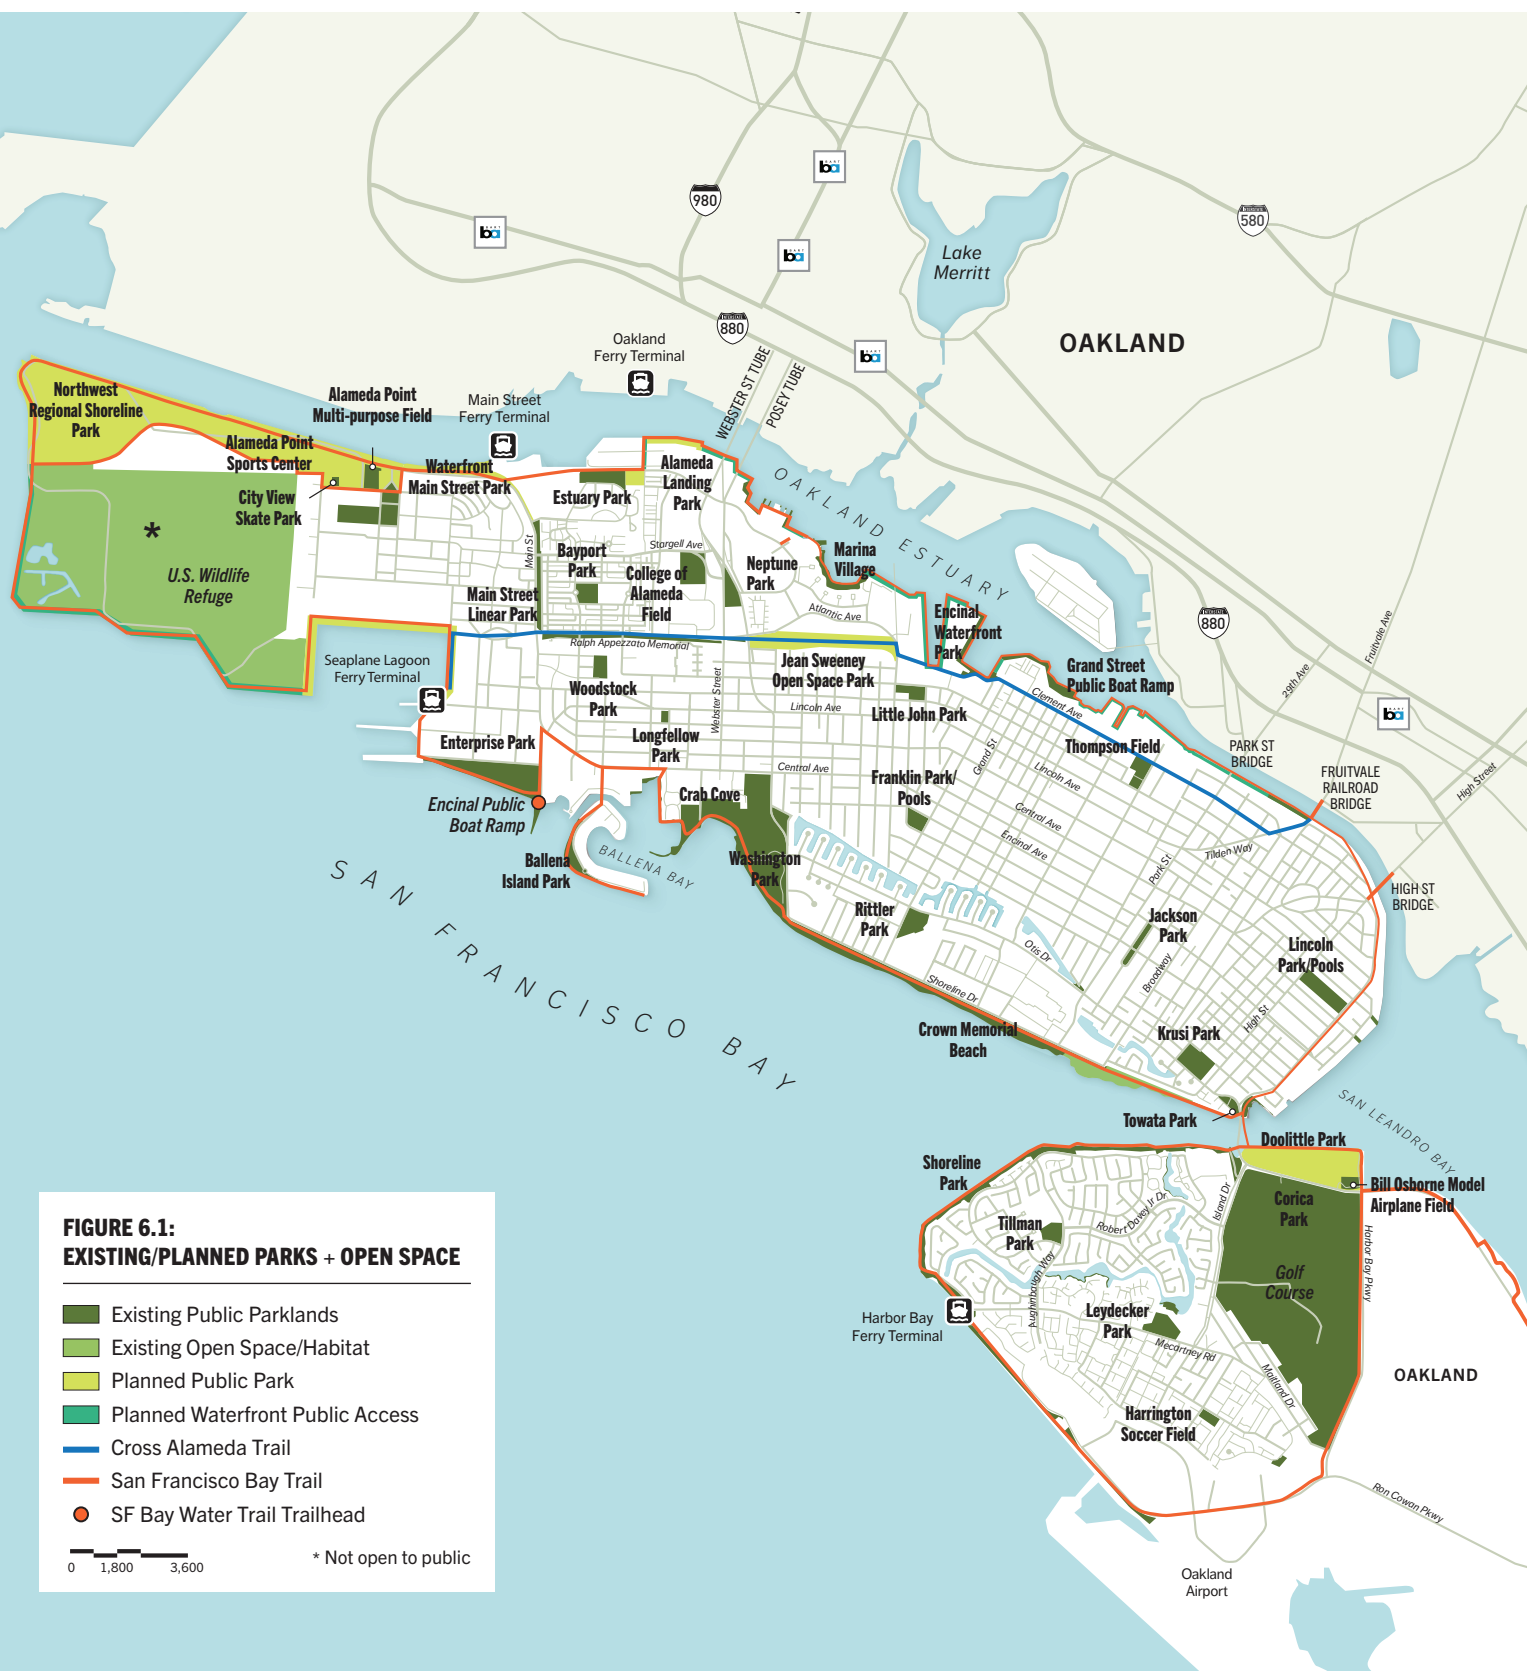 980
580
Lake
Merritt
880
OAKLAND
Oakland
Ferry Terminal
WEBSTER ST TUBE
POSEY TUBE
Northwest
Regional Shoreline
Park
Alameda Point
Multi-purpose Field
Main Street
Ferry Terminal
Alameda Point
Sports Center
Waterfront
Main Street Park
City View
Skate Park
Estuary Park
Alameda
Landing
Park
OAKLAND ESTUARY
*
U.S. Wildlife
Refuge
Main St
Bayport
Park
Stargell Ave
College of
Alameda
Field
Neptune
Park
Marina
Village
Main Street
Linear Park
Atlantic Ave
Encinal
Waterfront
Park
880
Fruitvale Ave
29th Ave
Ralph Appezzato Memorial
Seaplane Lagoon
Ferry Terminal
Jean Sweeney
Open Space Park
Grand Street
Public Boat Ramp
Woodstock
Park
Webster Street
Lincoln Ave
Little John Park
Clement Ave
Enterprise Park
Longfellow
Park
Grand St
Thompson Field
PARK ST
BRIDGE
FRUITVALE
RAILROAD
BRIDGE
High Street
Central Ave
Franklin Park/
Pools
Lincoln Ave
Central Ave
Encinal Ave
Crab Cove
Encinal Public
Boat Ramp
Ballena
Island Park
BALLENA BAY
Washington
Park
Park St
Tilden Way
HIGH ST
BRIDGE
Rittler
Park
Jackson
Park
Otis Dr
Broadway
Lincoln
Park/Pools
SAN FRANCISCO BAY
Shoreline Dr
Crown Memorial
Beach
Krusi Park
High St
Towata Park
SAN LEANDRO BAY
Doolittle Park
Shoreline
Park
Bill Osborne Model
Airplane Field
Corica
Park
Island Dr
Tillman
Park
Robert Davey Jr Dr
Harbor Bay Pkwy
Golf
Course
Aughinbaugh Way
Harbor Bay
Ferry Terminal
Leydecker
Park
Mecartney Rd
Maitland Dr
OAKLAND
Harrington
Soccer Field
Ron Cowan Pkwy
Oakland
Airport
FIGURE 6.1:
EXISTING/PLANNED PARKS + OPEN SPACE
Existing Public Parklands
Existing Open Space/Habitat
Planned Public Park
Planned Waterfront Public Access
Cross Alameda Trail
San Francisco Bay Trail
SF Bay Water Trail Trailhead
0 1,800 3,600
* Not open to public